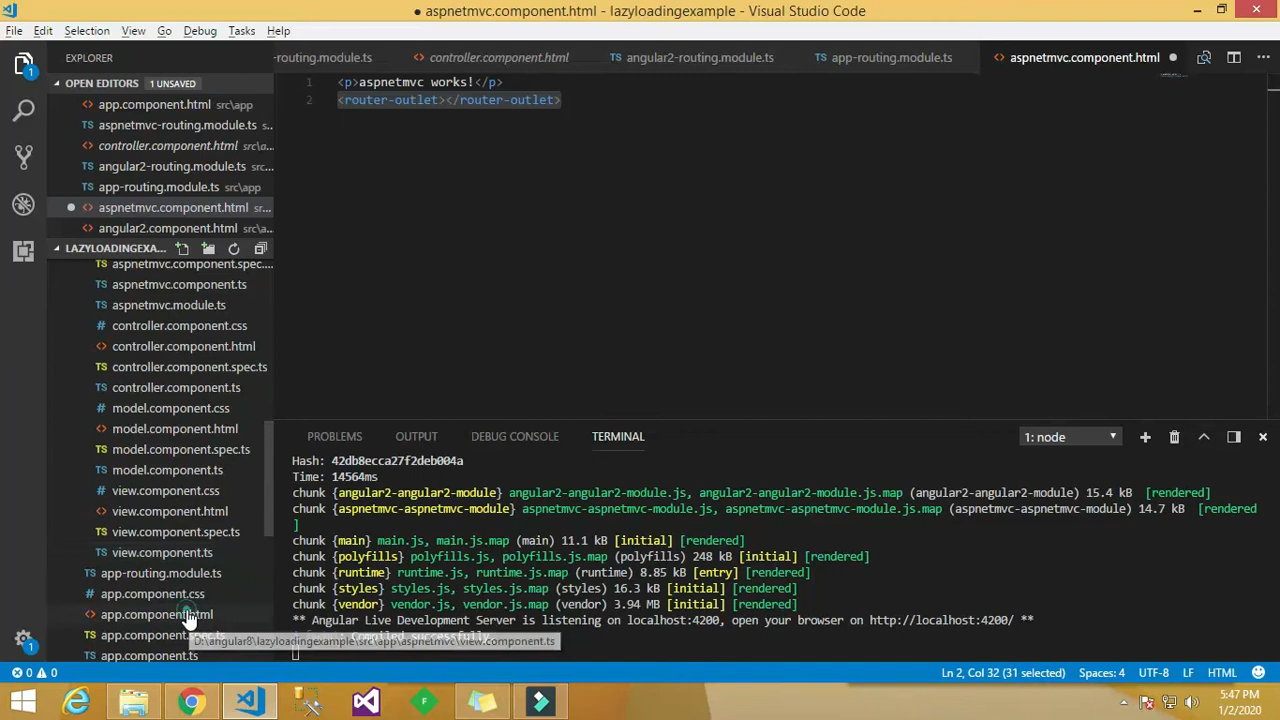 ● aspnetmvc.component.html - lazyloadingexample - Visual Studio Code
File Edit Selection View Go Debug Tasks Help
EXPLORER
-routing.module.ts
controller.component.html
angular2-routing.module.ts
app-routing.module.ts
aspnetmvc.component.html
OPEN EDITORS 1 UNSAVED
app.component.html src\app
aspnetmvc-routing.module.ts s...
controller.component.html src\a...
angular2-routing.module.ts src...
app-routing.module.ts src\app
aspnetmvc.component.html sr...
angular2.component.html src\a...
1 <p>aspnetmvc works!</p>
2 <router-outlet></router-outlet>
LAZYLOADINGEXA...
aspnetmvc.component.spec....
aspnetmvc.component.ts
aspnetmvc.module.ts
controller.component.css
controller.component.html
controller.component.spec.ts
controller.component.ts
model.component.css
model.component.html
model.component.spec.ts
model.component.ts
view.component.css
view.component.html
view.component.spec.ts
view.component.ts
app-routing.module.ts
app.component.css
app.component.html
app.component.spec.ts
app.component.ts
D:\angular8\lazyloadingexample\src\app\aspnetmvc\view.component.ts
PROBLEMS OUTPUT DEBUG CONSOLE TERMINAL
1: node
Hash: 42db8ecca27f2deb004a
Time: 14564ms
chunk {angular2-angular2-module} angular2-angular2-module.js, angular2-angular2-module.js.map (angular2-angular2-module) 15.4 kB [rendered]
chunk {aspnetmvc-aspnetmvc-module} aspnetmvc-aspnetmvc-module.js, aspnetmvc-aspnetmvc-module.js.map (aspnetmvc-aspnetmvc-module) 14.7 kB [rendered
]
chunk {main} main.js, main.js.map (main) 11.1 kB [initial] [rendered]
chunk {polyfills} polyfills.js, polyfills.js.map (polyfills) 248 kB [initial] [rendered]
chunk {runtime} runtime.js, runtime.js.map (runtime) 8.85 kB [entry] [rendered]
chunk {styles} styles.js, styles.js.map (styles) 16.3 kB [initial] [rendered]
chunk {vendor} vendor.js, vendor.js.map (vendor) 3.94 MB [initial] [rendered]
** Angular Live Development Server is listening on localhost:4200, open your browser on http://localhost:4200/ **
Compiled successfully.
0 0
Ln 2, Col 32 (31 selected) Spaces: 4 UTF-8 LF HTML
5:47 PM
1/2/2020